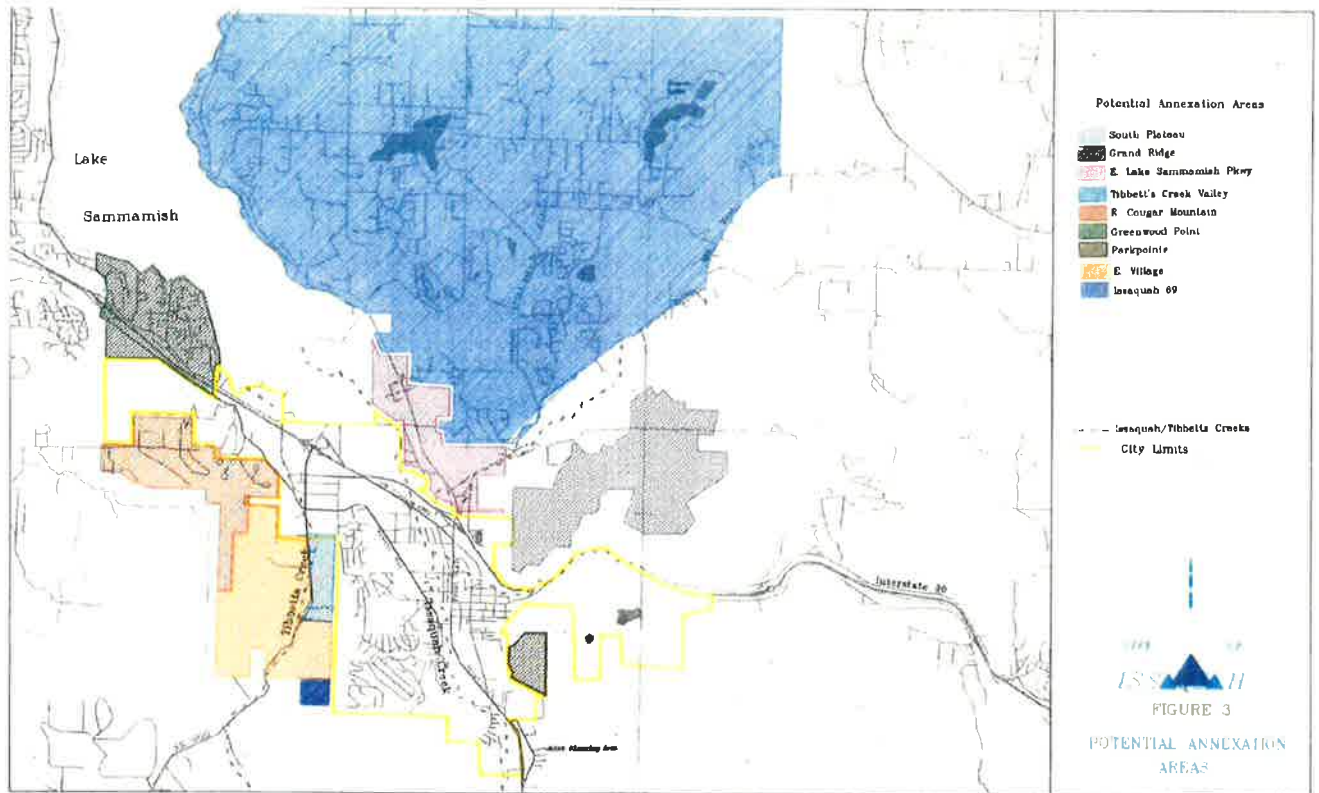 Lake
Sammamish
Interstate 90
Tibbetts Creek
Issaquah Creek
Planning Area
Potential Annexation Areas
South Plateau
Grand Ridge
E. Lake Sammamish Pkwy
Tibbett's Creek Valley
R. Cougar Mountain
Greenwood Point
Parkpointe
E. Village
Issaquah 69
Issaquah/Tibbetts Creeks
City Limits
FIGURE 3
POTENTIAL ANNEXATION
AREAS